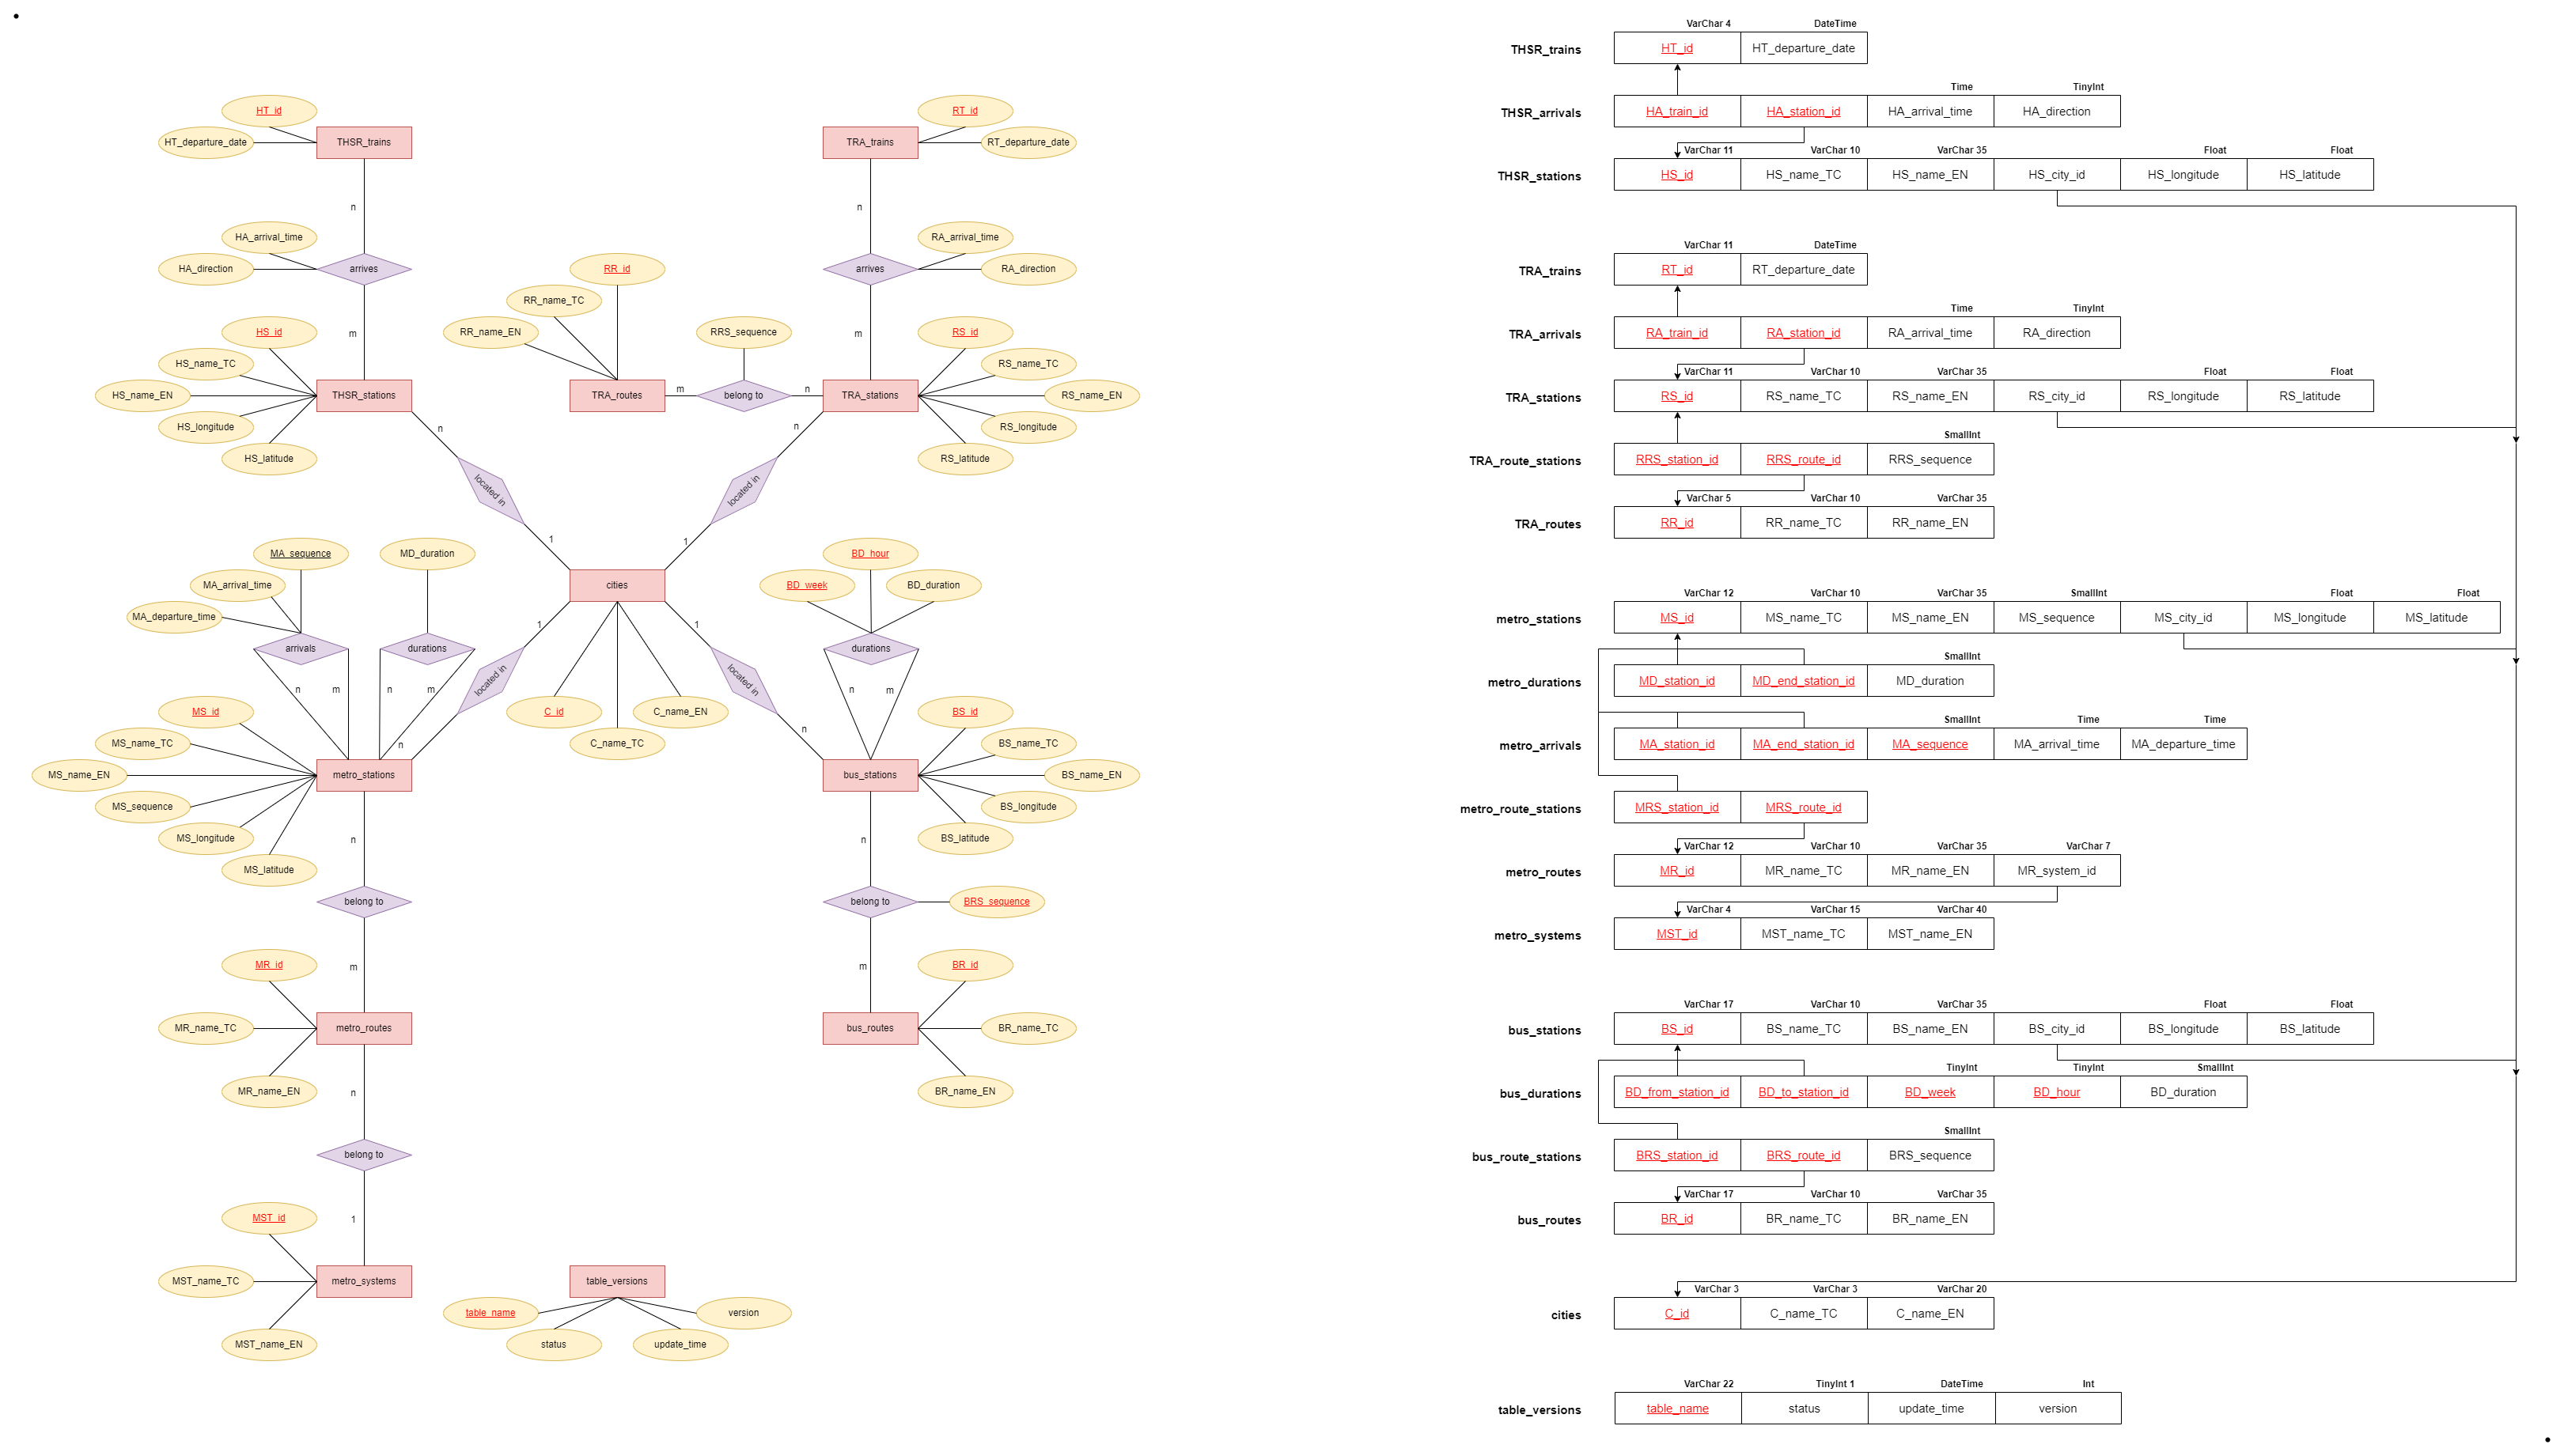 HT_id
HT_departure_date
THSR_trains
n
HA_arrival_time
HA_direction
arrives
m
HS_id
HS_name_TC
HS_name_EN
HS_longitude
HS_latitude
THSR_stations
n
located in
1
RT_id
RT_departure_date
TRA_trains
n
RA_arrival_time
RA_direction
arrives
m
RR_id
RR_name_TC
RR_name_EN
TRA_routes
m
RRS_sequence
belong to
n
TRA_stations
RS_id
RS_name_TC
RS_name_EN
RS_longitude
RS_latitude
n
located in
1
cities
C_id
C_name_TC
C_name_EN
MA_sequence
MA_arrival_time
MA_departure_time
arrivals
n
m
MD_duration
durations
n
m
1
located in
n
MS_id
MS_name_TC
MS_name_EN
MS_sequence
MS_longitude
MS_latitude
metro_stations
n
belong to
m
MR_id
MR_name_TC
MR_name_EN
metro_routes
n
belong to
1
MST_id
MST_name_TC
MST_name_EN
metro_systems
BD_hour
BD_week
BD_duration
durations
n
m
1
located in
n
bus_stations
BS_id
BS_name_TC
BS_name_EN
BS_longitude
BS_latitude
n
belong to
BRS_sequence
m
bus_routes
BR_id
BR_name_TC
BR_name_EN
table_versions
table_name
status
update_time
version
VarChar 4 DateTime
THSR_trains HT_id HT_departure_date
Time TinyInt
THSR_arrivals HA_train_id HA_station_id HA_arrival_time HA_direction
VarChar 11 VarChar 10 VarChar 35 Float Float
THSR_stations HS_id HS_name_TC HS_name_EN HS_city_id HS_longitude HS_latitude
VarChar 11 DateTime
TRA_trains RT_id RT_departure_date
Time TinyInt
TRA_arrivals RA_train_id RA_station_id RA_arrival_time RA_direction
VarChar 11 VarChar 10 VarChar 35 Float Float
TRA_stations RS_id RS_name_TC RS_name_EN RS_city_id RS_longitude RS_latitude
SmallInt
TRA_route_stations RRS_station_id RRS_route_id RRS_sequence
VarChar 5 VarChar 10 VarChar 35
TRA_routes RR_id RR_name_TC RR_name_EN
VarChar 12 VarChar 10 VarChar 35 SmallInt Float Float
metro_stations MS_id MS_name_TC MS_name_EN MS_sequence MS_city_id MS_longitude MS_latitude
SmallInt
metro_durations MD_station_id MD_end_station_id MD_duration
SmallInt Time Time
metro_arrivals MA_station_id MA_end_station_id MA_sequence MA_arrival_time MA_departure_time
metro_route_stations MRS_station_id MRS_route_id
VarChar 12 VarChar 10 VarChar 35 VarChar 7
metro_routes MR_id MR_name_TC MR_name_EN MR_system_id
VarChar 4 VarChar 15 VarChar 40
metro_systems MST_id MST_name_TC MST_name_EN
VarChar 17 VarChar 10 VarChar 35 Float Float
bus_stations BS_id BS_name_TC BS_name_EN BS_city_id BS_longitude BS_latitude
TinyInt TinyInt SmallInt
bus_durations BD_from_station_id BD_to_station_id BD_week BD_hour BD_duration
SmallInt
bus_route_stations BRS_station_id BRS_route_id BRS_sequence
VarChar 17 VarChar 10 VarChar 35
bus_routes BR_id BR_name_TC BR_name_EN
VarChar 3 VarChar 3 VarChar 20
cities C_id C_name_TC C_name_EN
VarChar 22 TinyInt 1 DateTime Int
table_versions table_name status update_time version